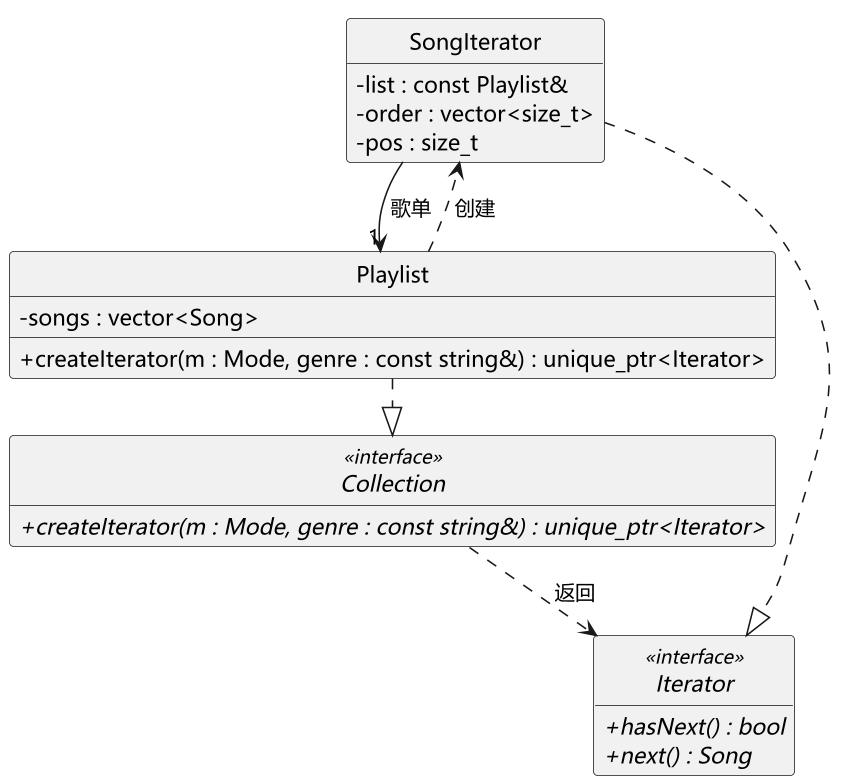 SongIterator
-list : const Playlist&
-order : vector<size_t>
-pos : size_t
歌单
创建
1
Playlist
-songs : vector<Song>
+createIterator(m : Mode, genre : const string&) : unique_ptr<Iterator>
«interface»
Collection
+createIterator(m : Mode, genre : const string&) : unique_ptr<Iterator>
返回
«interface»
Iterator
+hasNext() : bool
+next() : Song